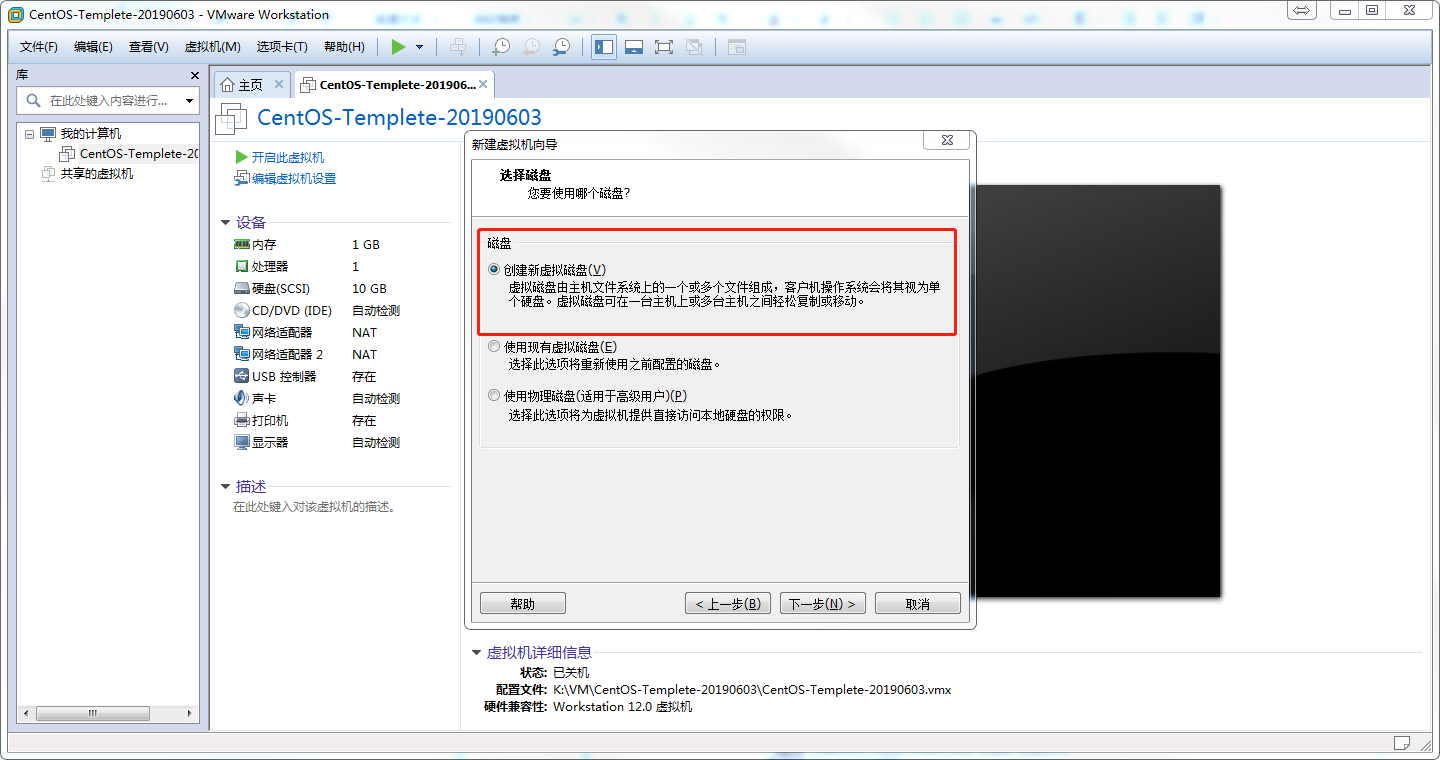 CentOS-Templete-20190603 - VMware Workstation
文件(F) 编辑(E) 查看(V) 虚拟机(M) 选项卡(T) 帮助(H)
库
在此处键入内容进行...
我的计算机
CentOS-Templete-20
共享的虚拟机
主页
CentOS-Templete-201906...
CentOS-Templete-20190603
开启此虚拟机
编辑虚拟机设置
设备
内存 1 GB
处理器 1
硬盘(SCSI) 10 GB
CD/DVD (IDE) 自动检测
网络适配器 NAT
网络适配器 2 NAT
USB 控制器 存在
声卡 自动检测
打印机 存在
显示器 自动检测
描述
在此处键入对该虚拟机的描述。
新建虚拟机向导
选择磁盘
您要使用哪个磁盘?
磁盘
创建新虚拟磁盘(V)
虚拟磁盘由主机文件系统上的一个或多个文件组成，客户机操作系统会将其视为单
个硬盘。虚拟磁盘可在一台主机上或多台主机之间轻松复制或移动。
使用现有虚拟磁盘(E)
选择此选项将重新使用之前配置的磁盘。
使用物理磁盘(适用于高级用户)(P)
选择此选项将为虚拟机提供直接访问本地硬盘的权限。
帮助 < 上一步(B) 下一步(N) > 取消
虚拟机详细信息
状态: 已关机
配置文件: K:\VM\CentOS-Templete-20190603\CentOS-Templete-20190603.vmx
硬件兼容性: Workstation 12.0 虚拟机